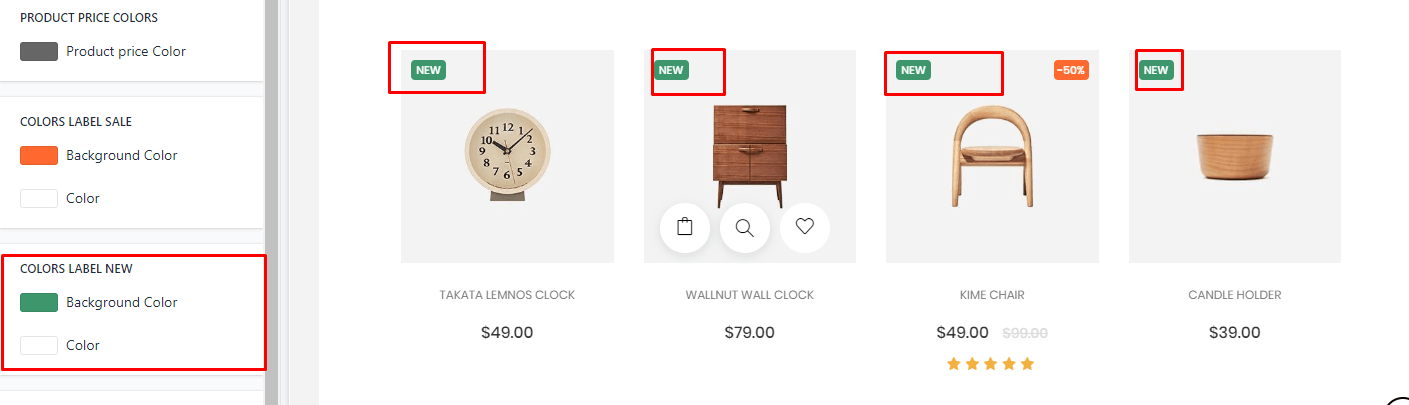 PRODUCT PRICE COLORS
Product price Color
COLORS LABEL SALE
Background Color
Color
COLORS LABEL NEW
Background Color
Color
NEW
NEW
NEW
-50%
NEW
11 12 1
10 2
9 3
8 4
7 6 5
TAKATA LEMNOS CLOCK
WALLNUT WALL CLOCK
KIME CHAIR
CANDLE HOLDER
$49.00
$79.00
$49.00 $99.00
$39.00